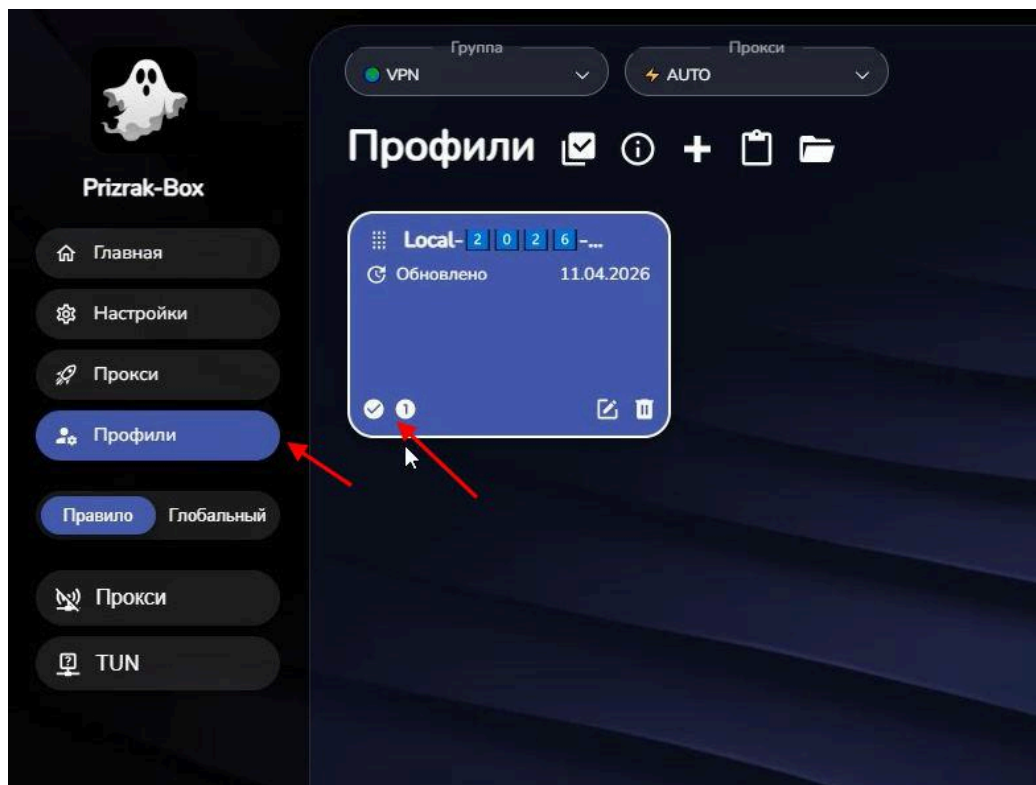 Группа
Прокси
VPN
AUTO
Профили
Prizrak-Box
Главная
Настройки
Прокси
Профили
Правило
Глобальный
Прокси
TUN
Local-2026-...
Обновлено
11.04.2026
1